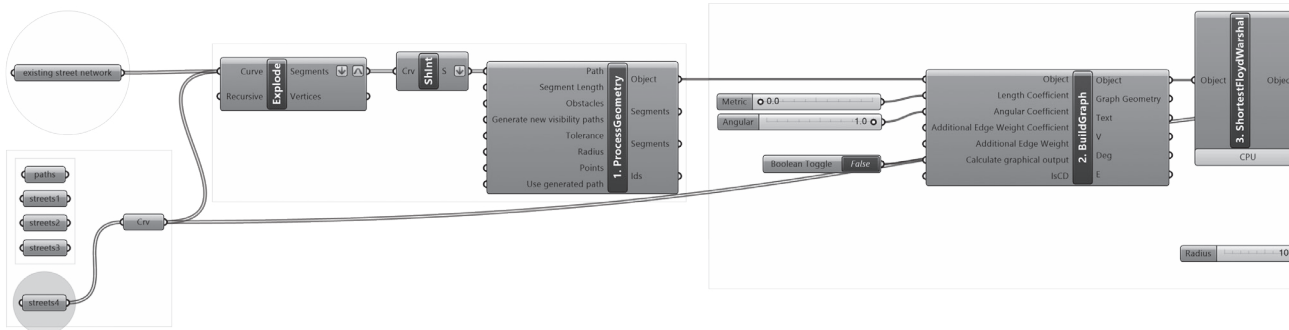 existing street network
paths
streets1
streets2
streets3
streets4
Crv
Curve
Recursive
Explode
Segments
Vertices
Crv
ShInt
S
Path
Segment Length
Obstacles
Generate new visibility paths
Tolerance
Radius
Points
Use generated path
1. ProcessGeometry
Object
Segments
Segments
Ids
Metric
0.0
Angular
1.0
Boolean Toggle
False
Object
Length Coefficient
Angular Coefficient
Additional Edge Weight Coefficient
Additional Edge Weight
Calculate graphical output
IsCD
2. BuildGraph
Object
Graph Geometry
Text
V
Deg
E
Object
3. ShortestFloydWarshal
Objec
CPU
Radius
10